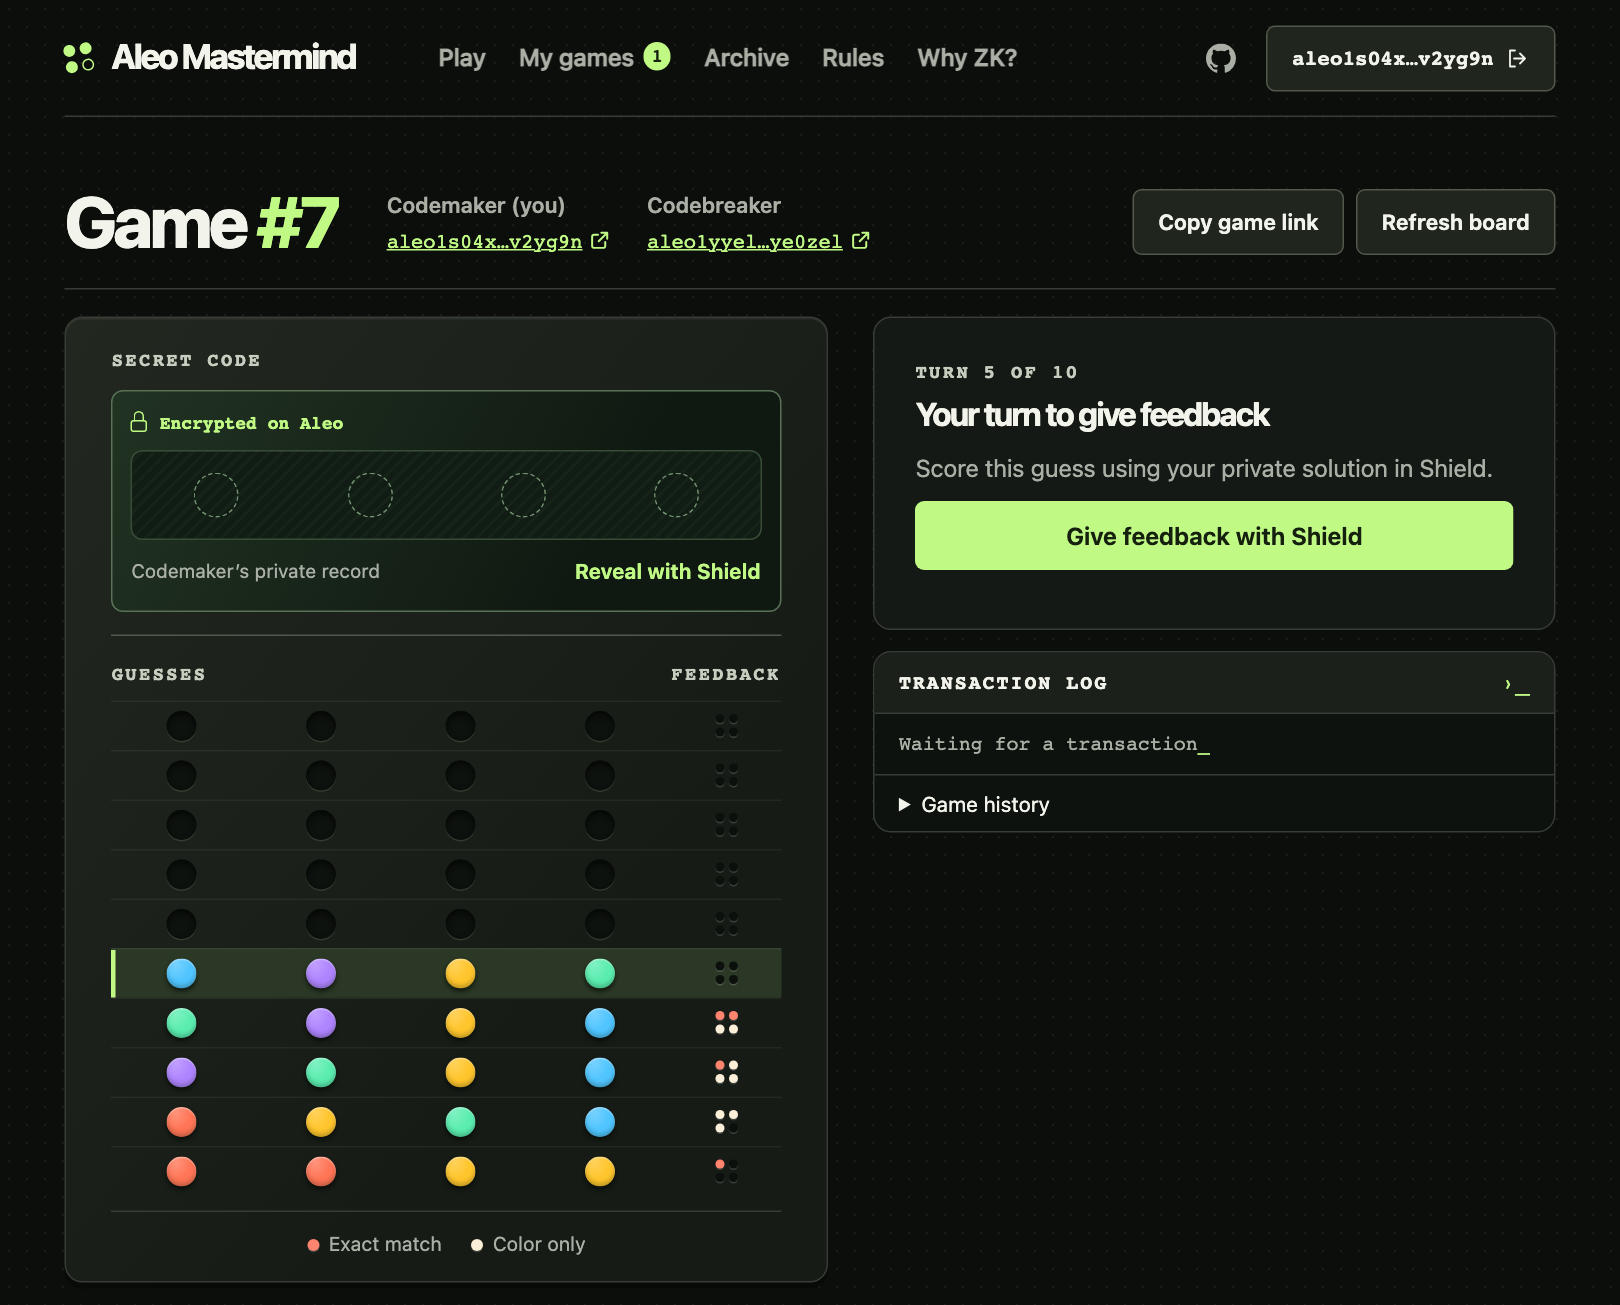 Aleo Mastermind
Play My games 1 Archive Rules Why ZK?
aleo1s04x…v2yg9n
Game #7
Codemaker (you)
aleo1s04x…v2yg9n
Codebreaker
aleo1yyel…ye0zel
Copy game link
Refresh board
SECRET CODE
Encrypted on Aleo
Codemaker’s private record
Reveal with Shield
GUESSES
FEEDBACK
Exact match
Color only
TURN 5 OF 10
Your turn to give feedback
Score this guess using your private solution in Shield.
Give feedback with Shield
TRANSACTION LOG
›_
Waiting for a transaction_
Game history